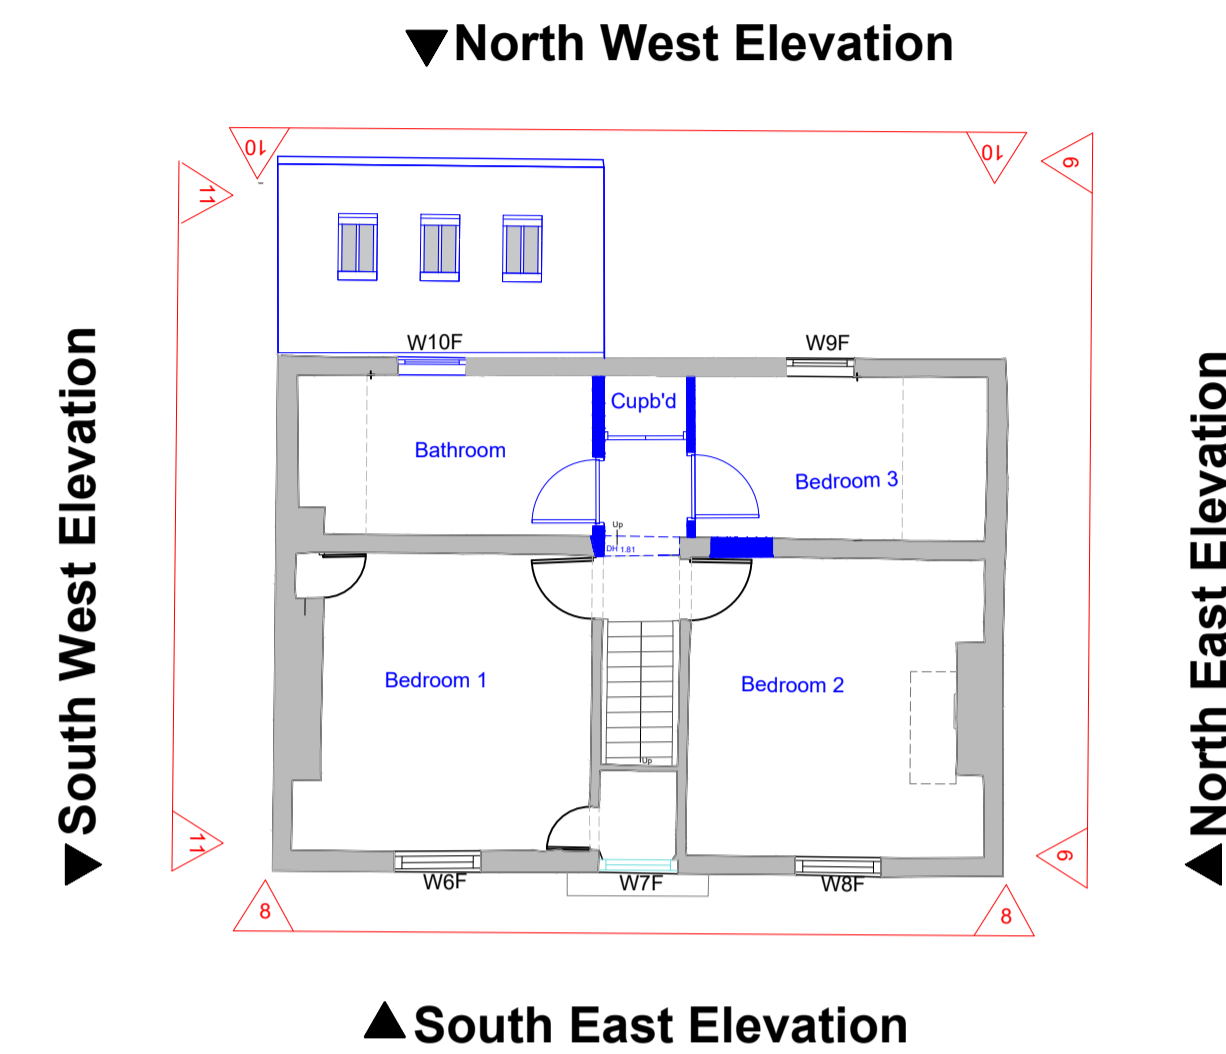 North West Elevation
10
10
9
11
W10F
W9F
Cupb'd
Bathroom
Bedroom 3
Up
DH 1.81
South West Elevation
North East Elevation
Bedroom 1
Bedroom 2
Up
11
9
W6F
W7F
W8F
8
8
South East Elevation